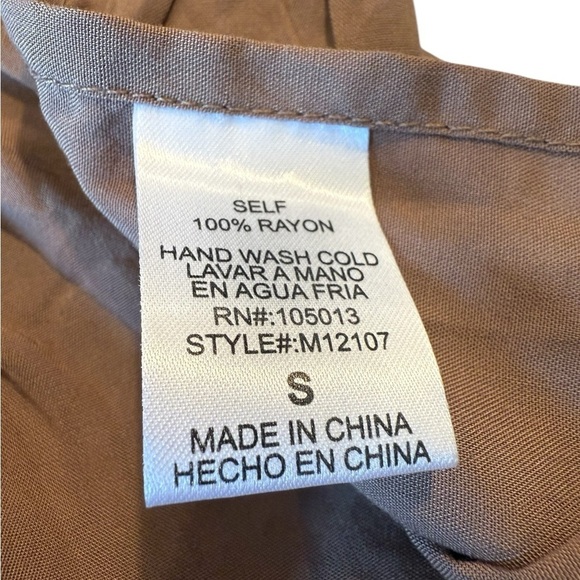 SELF
100% RAYON
HAND WASH COLD
LAVAR A MANO
EN AGUA FRIA
RN#:105013
STYLE#:M12107
S
MADE IN CHINA
HECHO EN CHINA